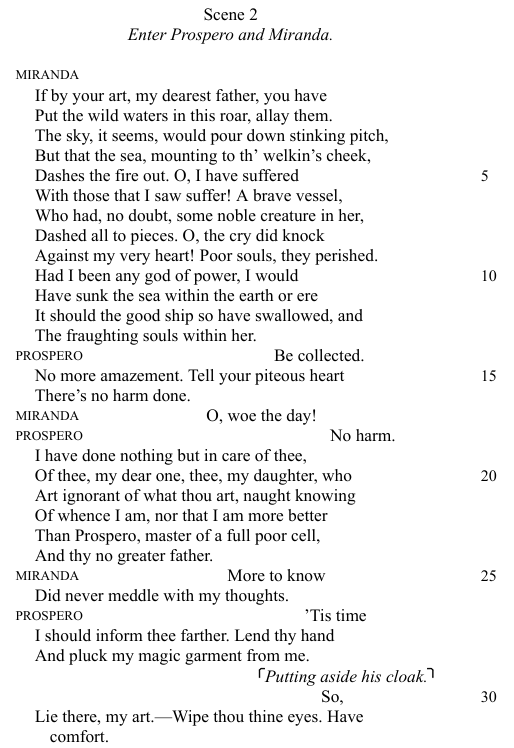 Scene 2
Enter Prospero and Miranda.
MIRANDA
If by your art, my dearest father, you have
Put the wild waters in this roar, allay them.
The sky, it seems, would pour down stinking pitch,
But that the sea, mounting to th’ welkin’s cheek,
Dashes the fire out. O, I have suffered 5
With those that I saw suffer! A brave vessel,
Who had, no doubt, some noble creature in her,
Dashed all to pieces. O, the cry did knock
Against my very heart! Poor souls, they perished.
Had I been any god of power, I would 10
Have sunk the sea within the earth or ere
It should the good ship so have swallowed, and
The fraughting souls within her.
PROSPERO Be collected.
No more amazement. Tell your piteous heart 15
There’s no harm done.
MIRANDA O, woe the day!
PROSPERO No harm.
I have done nothing but in care of thee,
Of thee, my dear one, thee, my daughter, who 20
Art ignorant of what thou art, naught knowing
Of whence I am, nor that I am more better
Than Prospero, master of a full poor cell,
And thy no greater father.
MIRANDA More to know 25
Did never meddle with my thoughts.
PROSPERO ’Tis time
I should inform thee farther. Lend thy hand
And pluck my magic garment from me.
⌜Putting aside his cloak.⌝
So, 30
Lie there, my art.—Wipe thou thine eyes. Have
comfort.